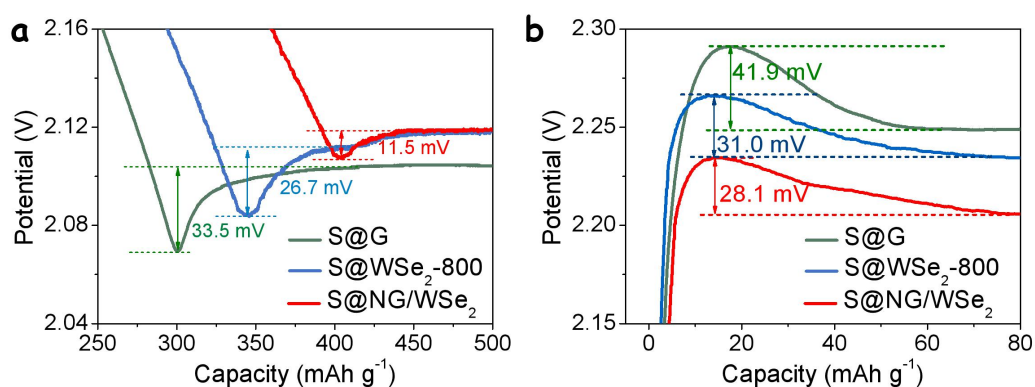 a
2.16
2.12
2.08
2.04
Potential (V)
11.5 mV
26.7 mV
33.5 mV
S@G
S@WSe₂-800
S@NG/WSe₂
250 300 350 400 450 500
Capacity (mAh g⁻¹)
b
2.30
2.25
2.20
2.15
Potential (V)
41.9 mV
31.0 mV
28.1 mV
S@G
S@WSe₂-800
S@NG/WSe₂
0 20 40 60 80
Capacity (mAh g⁻¹)